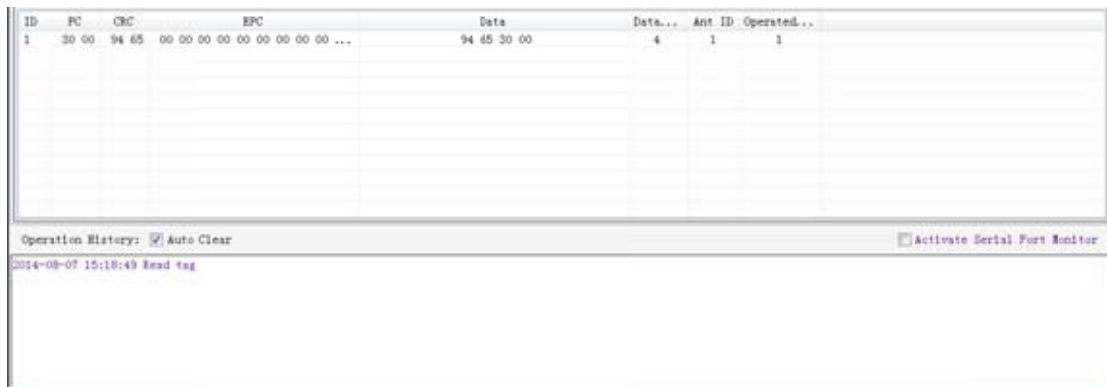 ID PC CRC EPC Data Data... Ant ID Operated...
1 30 00 94 65 00 00 00 00 00 00 00 00 00 ... 94 65 30 00 4 1 1
Operation History: Auto Clear Activate Serial Port Monitor
2014-08-07 15:18:49 Read tag